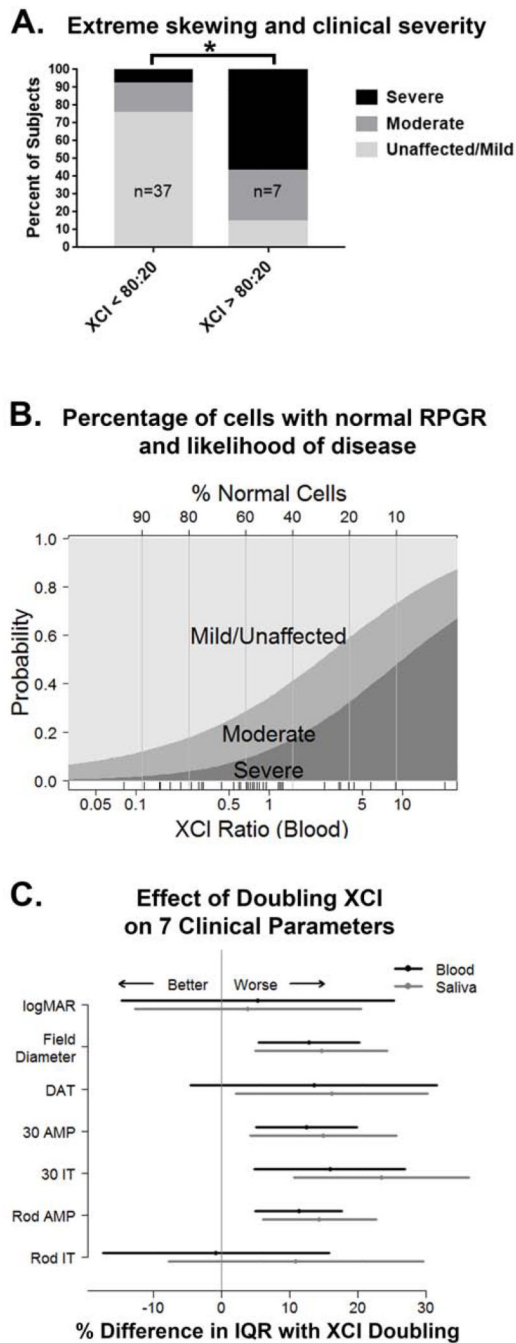 A. Extreme skewing and clinical severity
*
Percent of Subjects
100
90
80
70
60
50
40
30
20
10
0
n=37
n=7
XCI < 80:20
XCI > 80:20
Severe
Moderate
Unaffected/Mild
B. Percentage of cells with normal RPGR
and likelihood of disease
% Normal Cells
90 80 60 40 20 10
Probability
1.0
0.8
0.6
0.4
0.2
0.0
Mild/Unaffected
Moderate
Severe
0.05 0.1 0.5 1 5 10
XCI Ratio (Blood)
C. Effect of Doubling XCI
on 7 Clinical Parameters
Blood
Saliva
Better Worse
logMAR
Field
Diameter
DAT
30 AMP
30 IT
Rod AMP
Rod IT
-10 0 10 20 30
% Difference in IQR with XCI Doubling